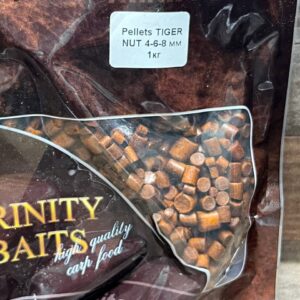 Pellets TIGER
NUT 4-6-8 мм
1кг
RINITY
BAITS
high quality
carp food